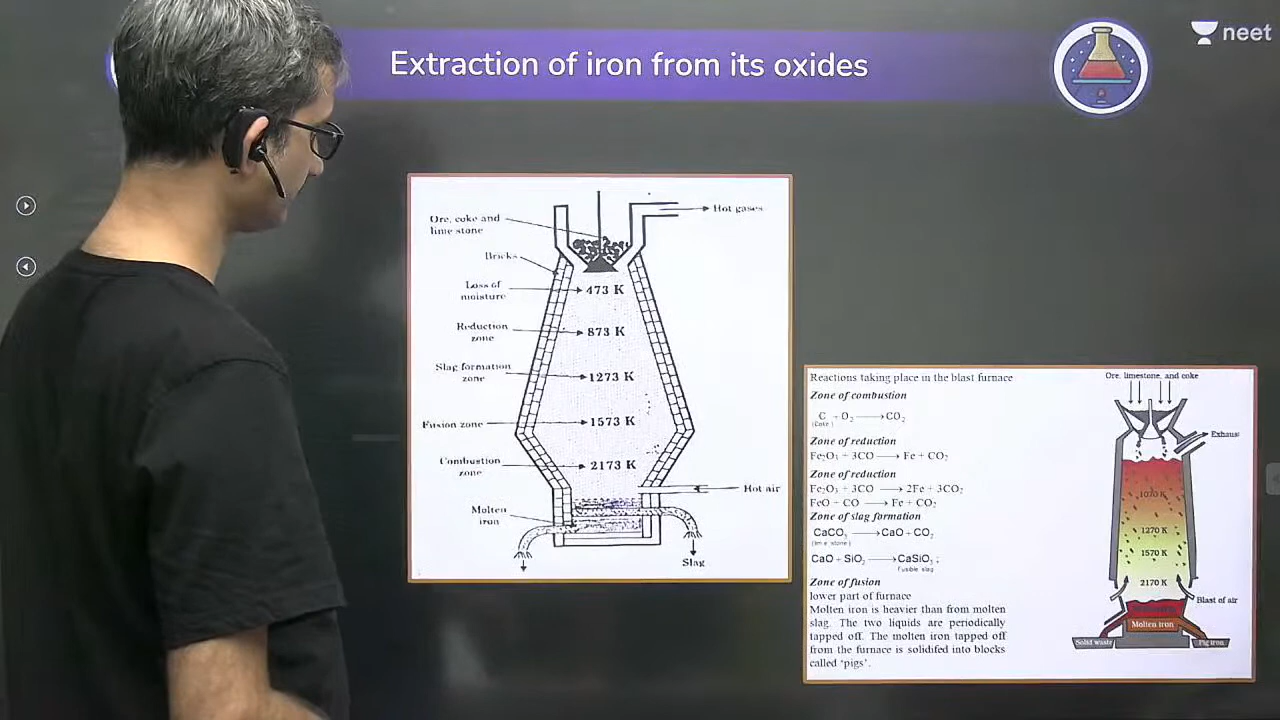 Extraction of iron from its oxides
neet
Ore, coke and
lime stone
Hot gases
Bricks
Loss of
moisture
473 K
Reduction
zone
873 K
Slag formation
zone
1273 K
Fusion zone
1573 K
Combustion
zone
2173 K
Hot air
Molten
iron
Slag
Reactions taking place in the blast furnace
Zone of combustion
C + O₂ ⟶ CO₂
(Coke)
Zone of reduction
Fe₂O₃ + 3CO ⟶ Fe + CO₂
Zone of reduction
Fe₂O₃ + 3CO ⟶ 2Fe + 3CO₂
FeO + CO ⟶ Fe + CO₂
Zone of slag formation
CaCO₃ ⟶ CaO + CO₂
(lime stone)
CaO + SiO₂ ⟶ CaSiO₃ ;
Fusible slag
Zone of fusion
lower part of furnace
Molten iron is heavier than from molten
slag. The two liquids are periodically
tapped off. The molten iron tapped off
from the furnace is solidifed into blocks
called 'pigs'.
Ore, limestone, and coke
Exhaus
1070 K
1270 K
1570 K
2170 K
Blast of air
Molten iron
Solid waste
Pig iron